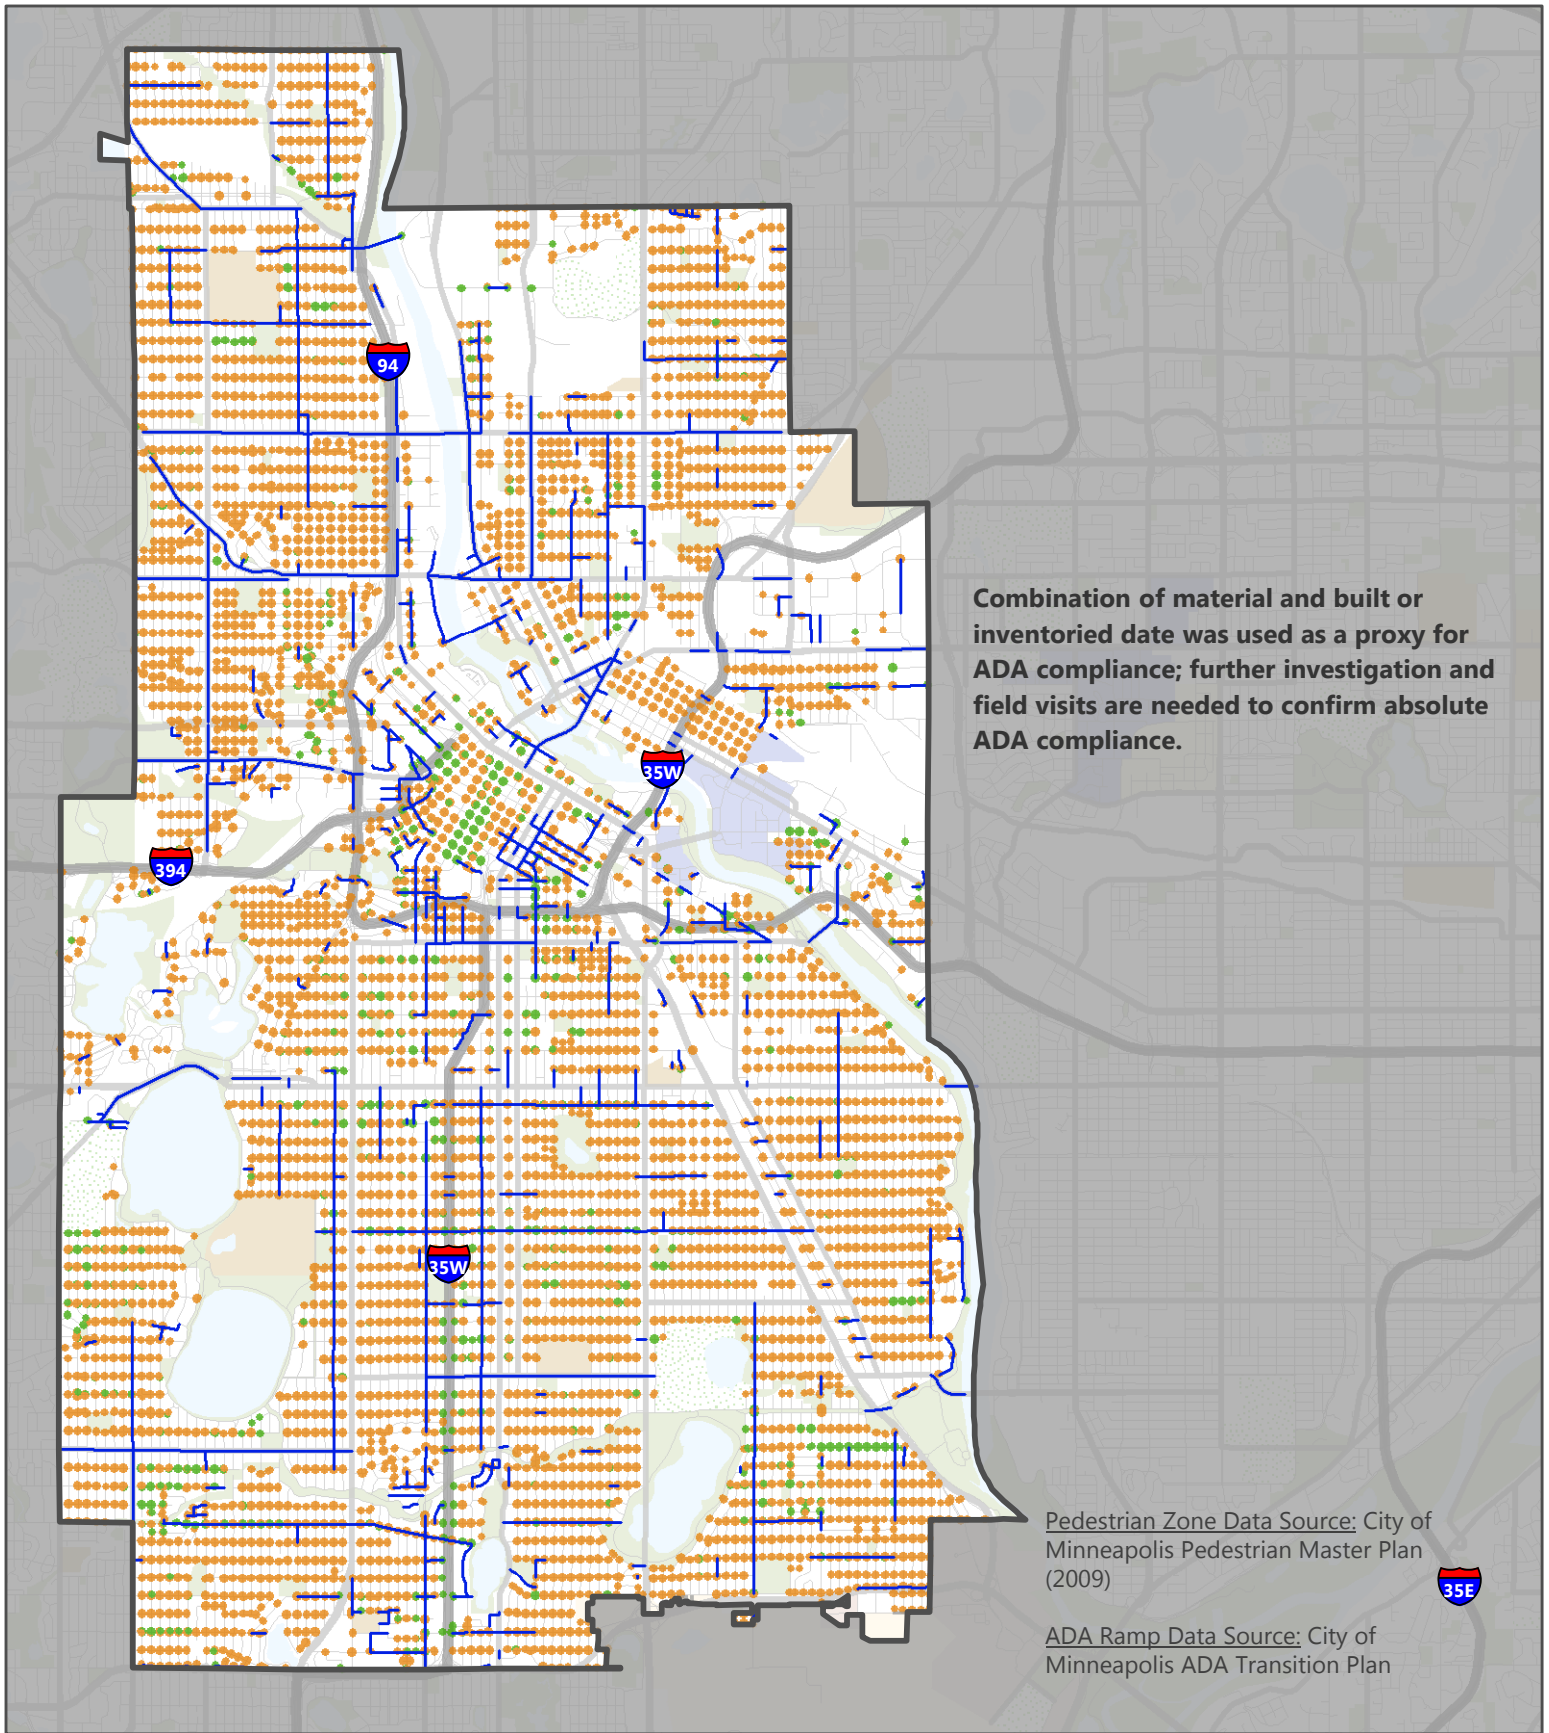 94
Combination of material and built or
inventoried date was used as a proxy for
ADA compliance; further investigation and
field visits are needed to confirm absolute
ADA compliance.
35W
394
35W
Pedestrian Zone Data Source: City of
Minneapolis Pedestrian Master Plan
(2009)
35E
ADA Ramp Data Source: City of
Minneapolis ADA Transition Plan